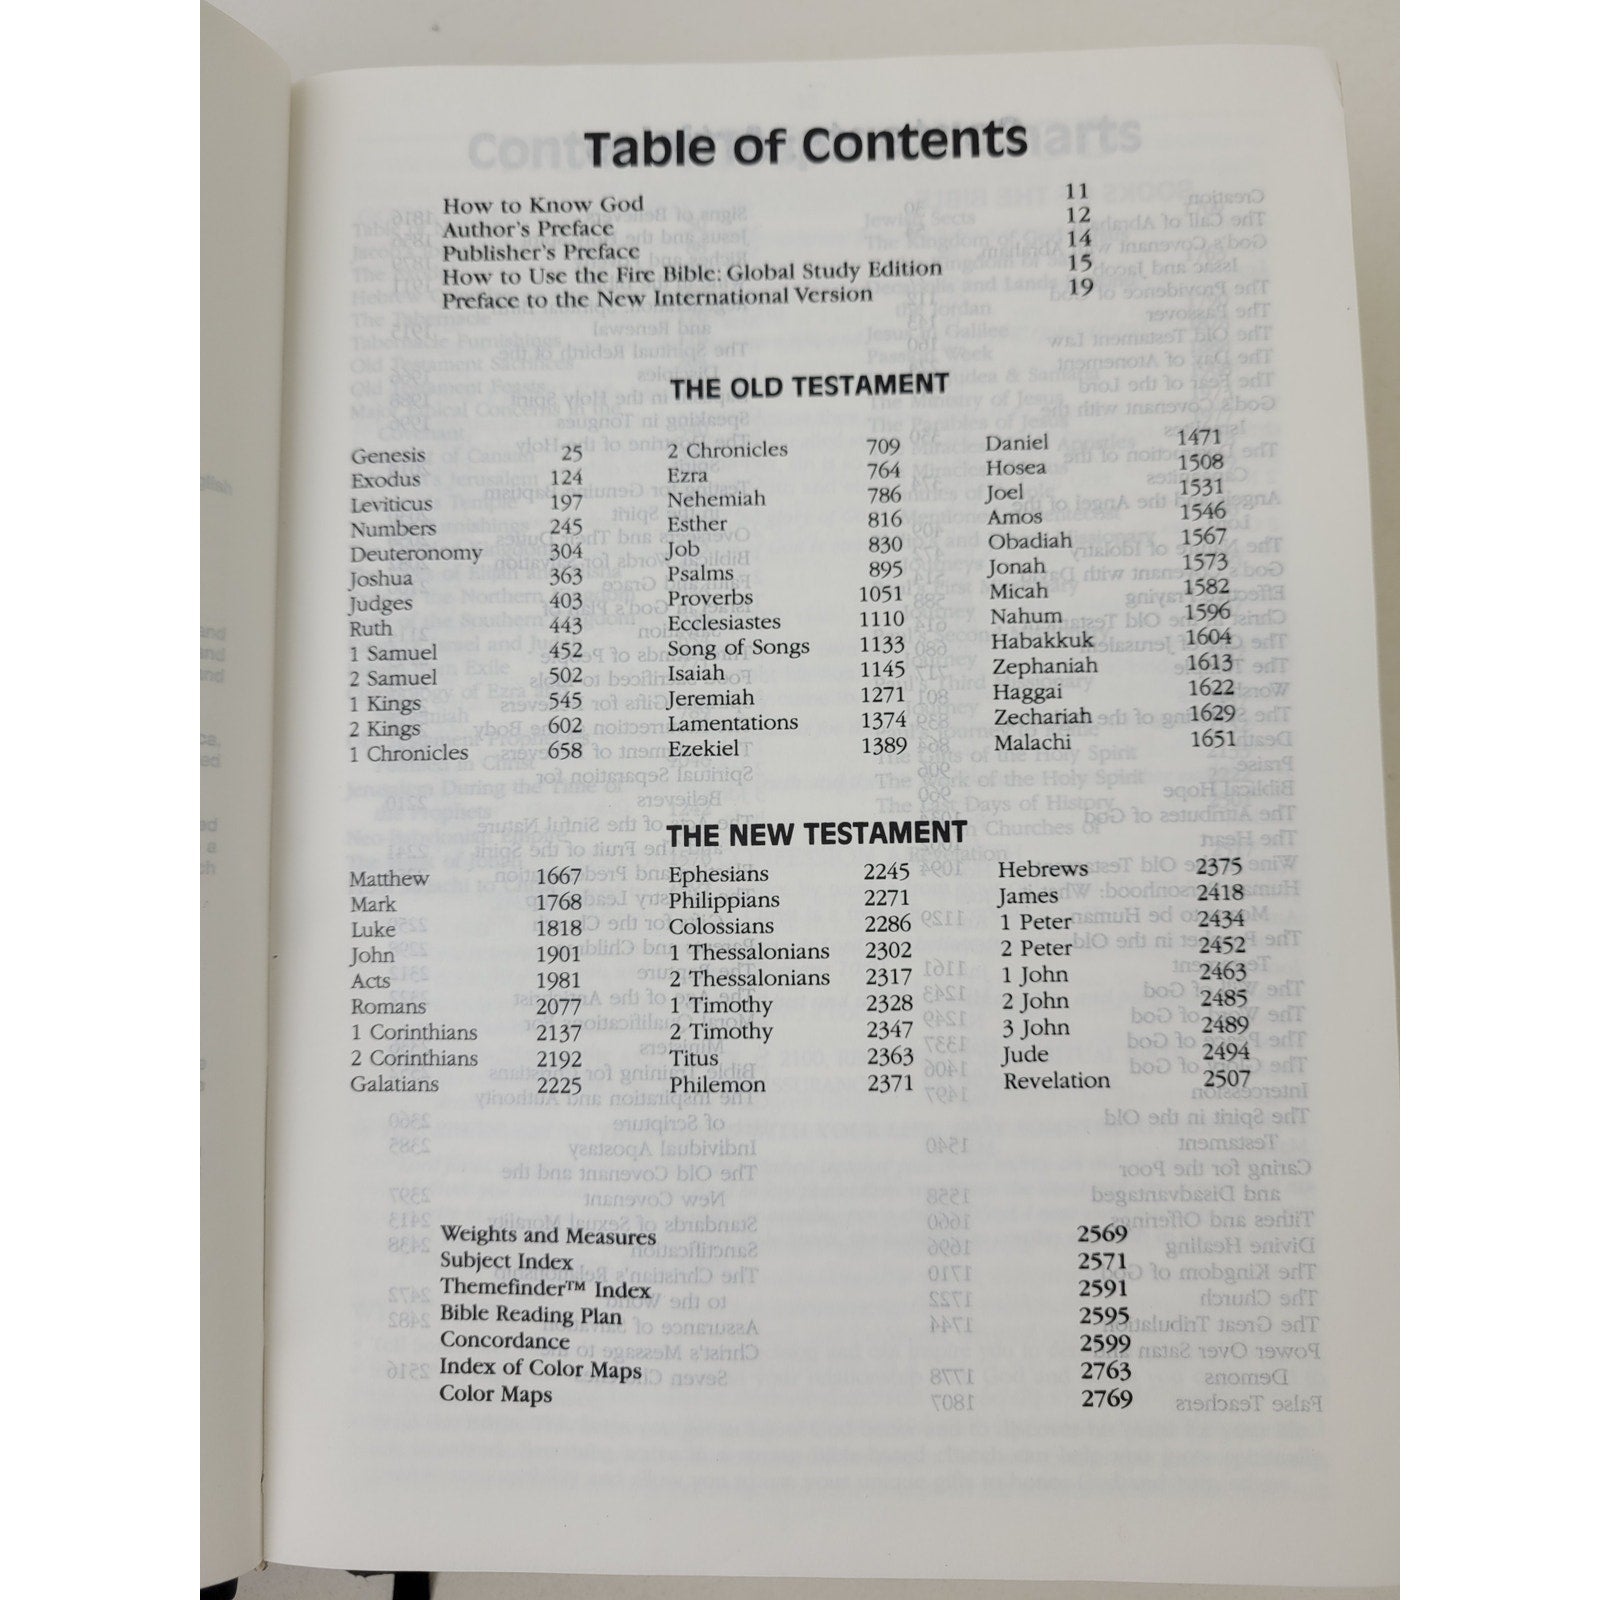 Table of Contents
How to Know God 11
Author's Preface 12
Publisher's Preface 14
How to Use the Fire Bible: Global Study Edition 15
Preface to the New International Version 19
THE OLD TESTAMENT
Genesis 25
Exodus 124
Leviticus 197
Numbers 245
Deuteronomy 304
Joshua 363
Judges 403
Ruth 443
1 Samuel 452
2 Samuel 502
1 Kings 545
2 Kings 602
1 Chronicles 658
2 Chronicles 709
Ezra 764
Nehemiah 786
Esther 816
Job 830
Psalms 895
Proverbs 1051
Ecclesiastes 1110
Song of Songs 1133
Isaiah 1145
Jeremiah 1271
Lamentations 1374
Ezekiel 1389
Daniel 1471
Hosea 1508
Joel 1531
Amos 1546
Obadiah 1567
Jonah 1573
Micah 1582
Nahum 1596
Habakkuk 1604
Zephaniah 1613
Haggai 1622
Zechariah 1629
Malachi 1651
THE NEW TESTAMENT
Matthew 1667
Mark 1768
Luke 1818
John 1901
Acts 1981
Romans 2077
1 Corinthians 2137
2 Corinthians 2192
Galatians 2225
Ephesians 2245
Philippians 2271
Colossians 2286
1 Thessalonians 2302
2 Thessalonians 2317
1 Timothy 2328
2 Timothy 2347
Titus 2363
Philemon 2371
Hebrews 2375
James 2418
1 Peter 2434
2 Peter 2452
1 John 2463
2 John 2485
3 John 2489
Jude 2494
Revelation 2507
Weights and Measures 2569
Subject Index 2571
Themefinder™ Index 2591
Bible Reading Plan 2595
Concordance 2599
Index of Color Maps 2763
Color Maps 2769